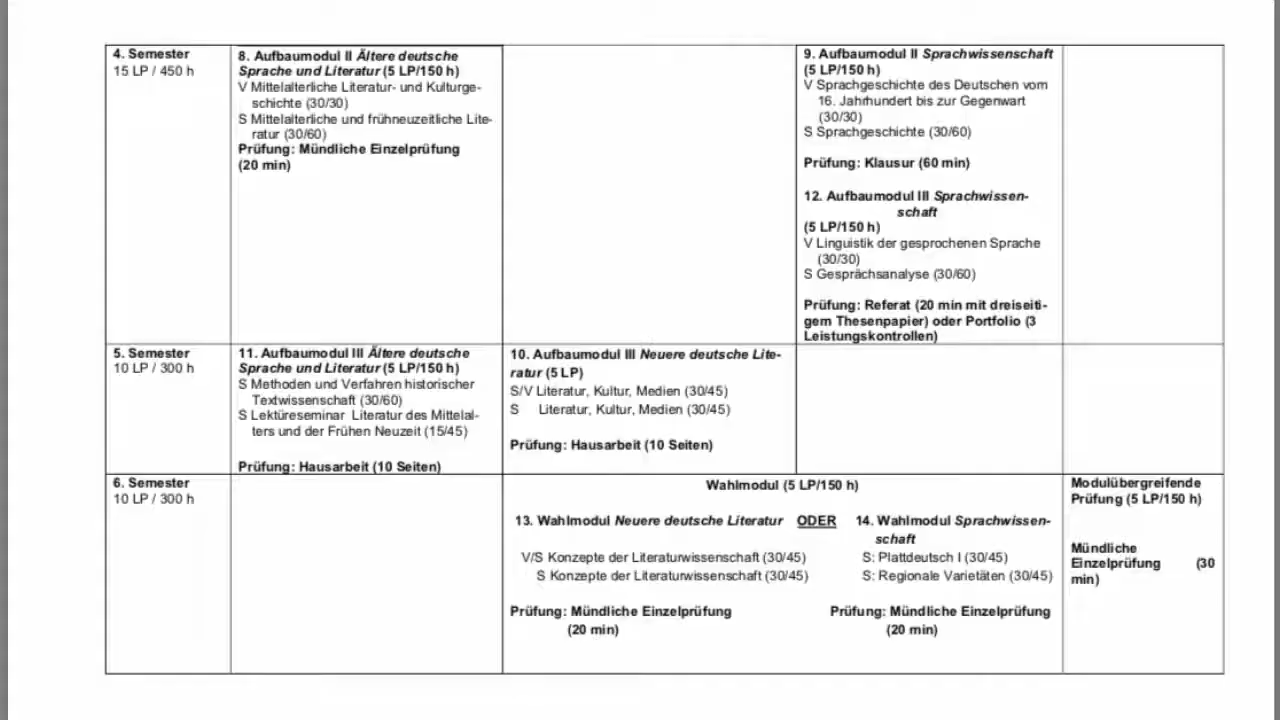 4. Semester
15 LP / 450 h
8. Aufbaumodul II Ältere deutsche
Sprache und Literatur (5 LP/150 h)
V Mittelalterliche Literatur- und Kulturge-
schichte (30/30)
S Mittelalterliche und frühneuzeitliche Lite-
ratur (30/60)
Prüfung: Mündliche Einzelprüfung
(20 min)
9. Aufbaumodul II Sprachwissenschaft
(5 LP/150 h)
V Sprachgeschichte des Deutschen vom
16. Jahrhundert bis zur Gegenwart
(30/30)
S Sprachgeschichte (30/60)
Prüfung: Klausur (60 min)
12. Aufbaumodul III Sprachwissen-
schaft
(5 LP/150 h)
V Linguistik der gesprochenen Sprache
(30/30)
S Gesprächsanalyse (30/60)
Prüfung: Referat (20 min mit dreiseiti-
gem Thesenpapier) oder Portfolio (3
Leistungskontrollen)
5. Semester
10 LP / 300 h
11. Aufbaumodul III Ältere deutsche
Sprache und Literatur (5 LP/150 h)
S Methoden und Verfahren historischer
Textwissenschaft (30/60)
S Lektüreseminar Literatur des Mittelal-
ters und der Frühen Neuzeit (15/45)
Prüfung: Hausarbeit (10 Seiten)
10. Aufbaumodul III Neuere deutsche Lite-
ratur (5 LP)
S/V Literatur, Kultur, Medien (30/45)
S Literatur, Kultur, Medien (30/45)
Prüfung: Hausarbeit (10 Seiten)
6. Semester
10 LP / 300 h
Wahlmodul (5 LP/150 h)
13. Wahlmodul Neuere deutsche Literatur ODER 14. Wahlmodul Sprachwissen-
schaft
V/S Konzepte der Literaturwissenschaft (30/45) S: Plattdeutsch I (30/45)
S Konzepte der Literaturwissenschaft (30/45) S: Regionale Varietäten (30/45)
Prüfung: Mündliche Einzelprüfung Prüfung: Mündliche Einzelprüfung
(20 min) (20 min)
Modulübergreifende
Prüfung (5 LP/150 h)
Mündliche
Einzelprüfung (30
min)